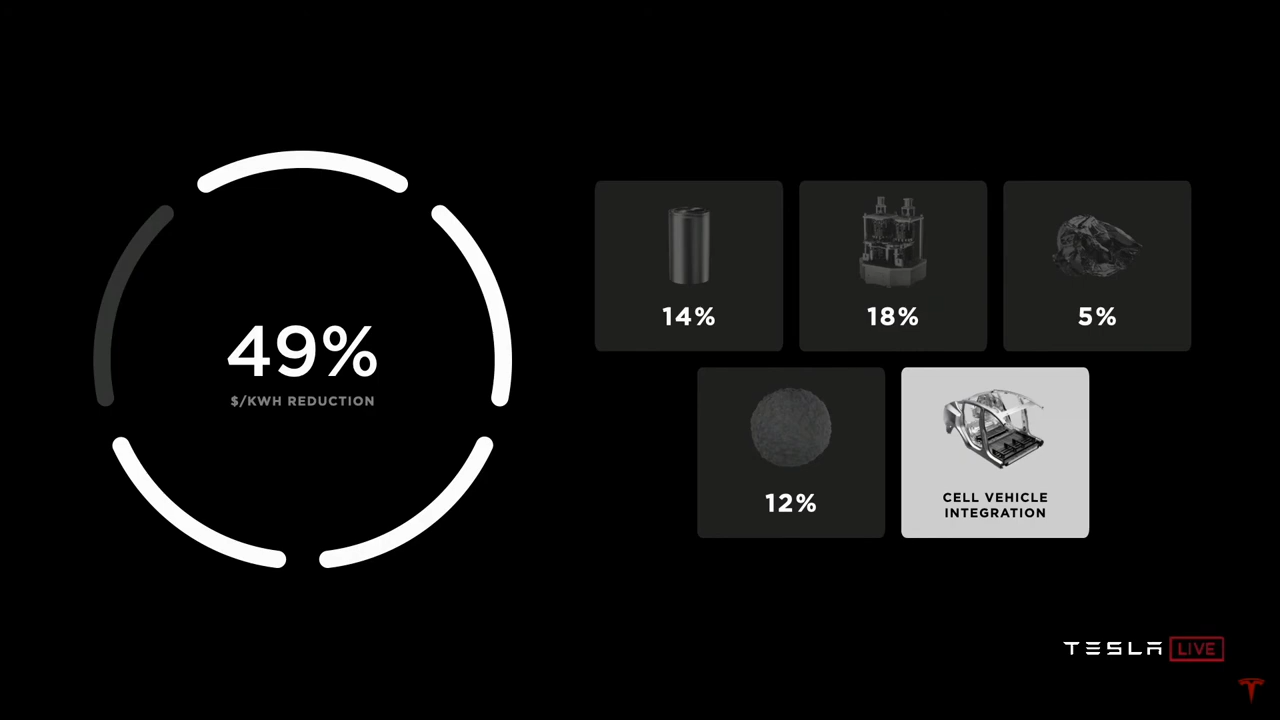 49%
$/KWH REDUCTION
14%
18%
5%
12%
CELL VEHICLE
INTEGRATION
TESLA LIVE